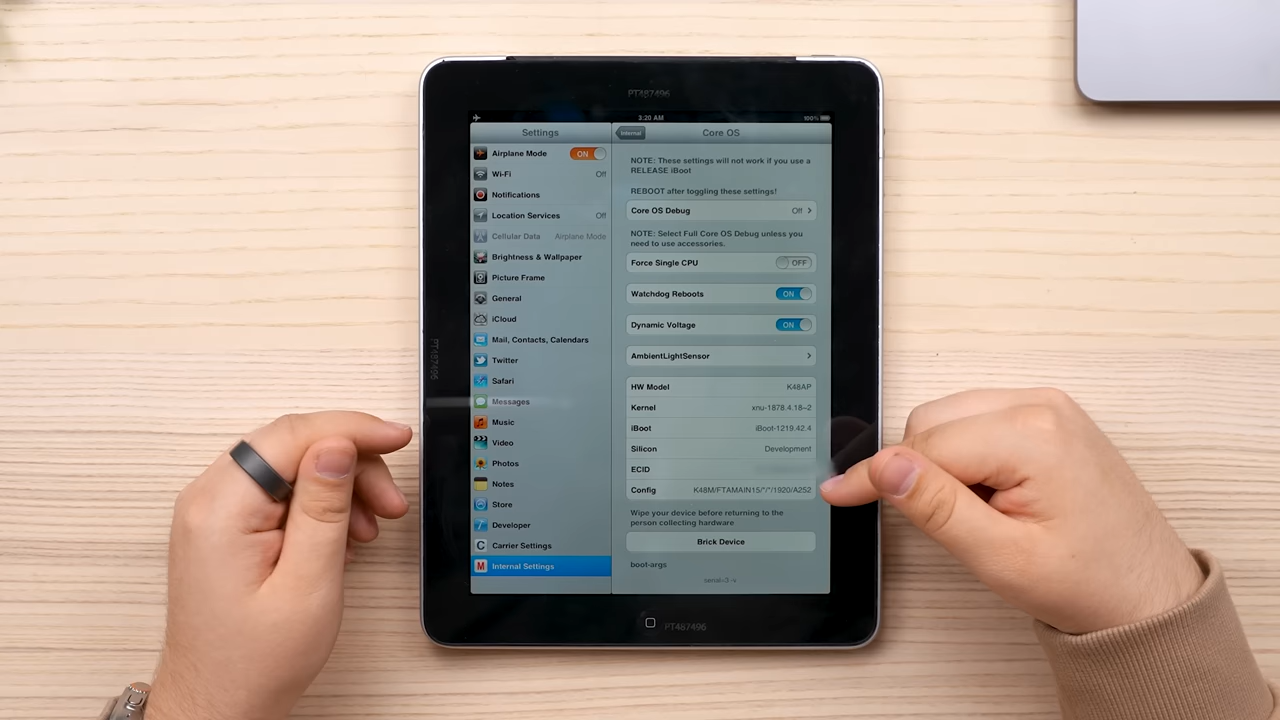 PT487496
3:20 AM
100%
Settings
Internal
Core OS
Airplane Mode ON
Wi-Fi Off
Notifications
Location Services Off
Cellular Data Airplane Mode
Brightness & Wallpaper
Picture Frame
General
iCloud
Mail, Contacts, Calendars
Twitter
Safari
Messages
Music
Video
Photos
Notes
Store
Developer
C Carrier Settings
M Internal Settings
NOTE: These settings will not work if you use a
RELEASE iBoot
REBOOT after toggling these settings!
Core OS Debug Off
NOTE: Select Full Core OS Debug unless you
need to use accessories.
Force Single CPU OFF
Watchdog Reboots ON
Dynamic Voltage ON
AmbientLightSensor
HW Model K48AP
Kernel xnu-1878.4.18~2
iBoot iBoot-1219.42.4
Silicon Development
ECID
Config K48M/FTAMAIN15/*/*/1920/A252
Wipe your device before returning to the
person collecting hardware
Brick Device
boot-args
PT487496
PT487496